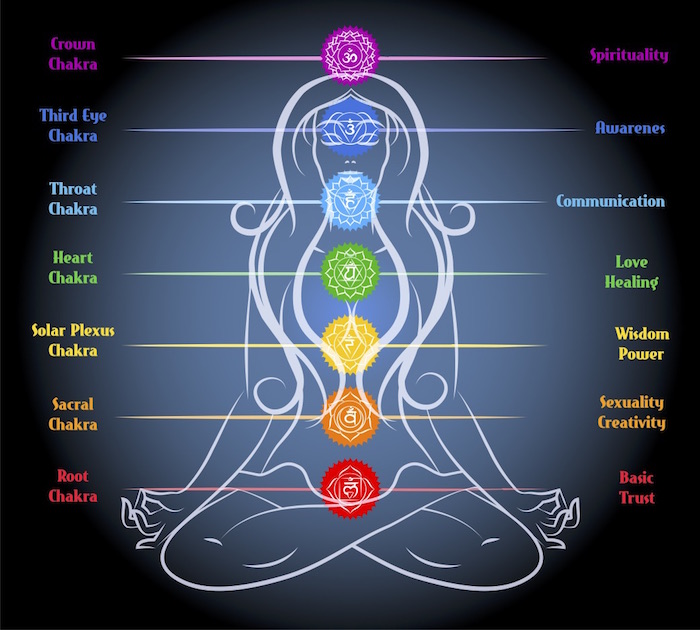 Crown
Chakra
ॐ
Spirituality
Third Eye
Chakra
Awarenes
Throat
Chakra
हं
Communication
Heart
Chakra
यं
Love
Healing
Solar Plexus
Chakra
रं
Wisdom
Power
Sacral
Chakra
वं
Sexuality
Creativity
Root
Chakra
लं
Basic
Trust